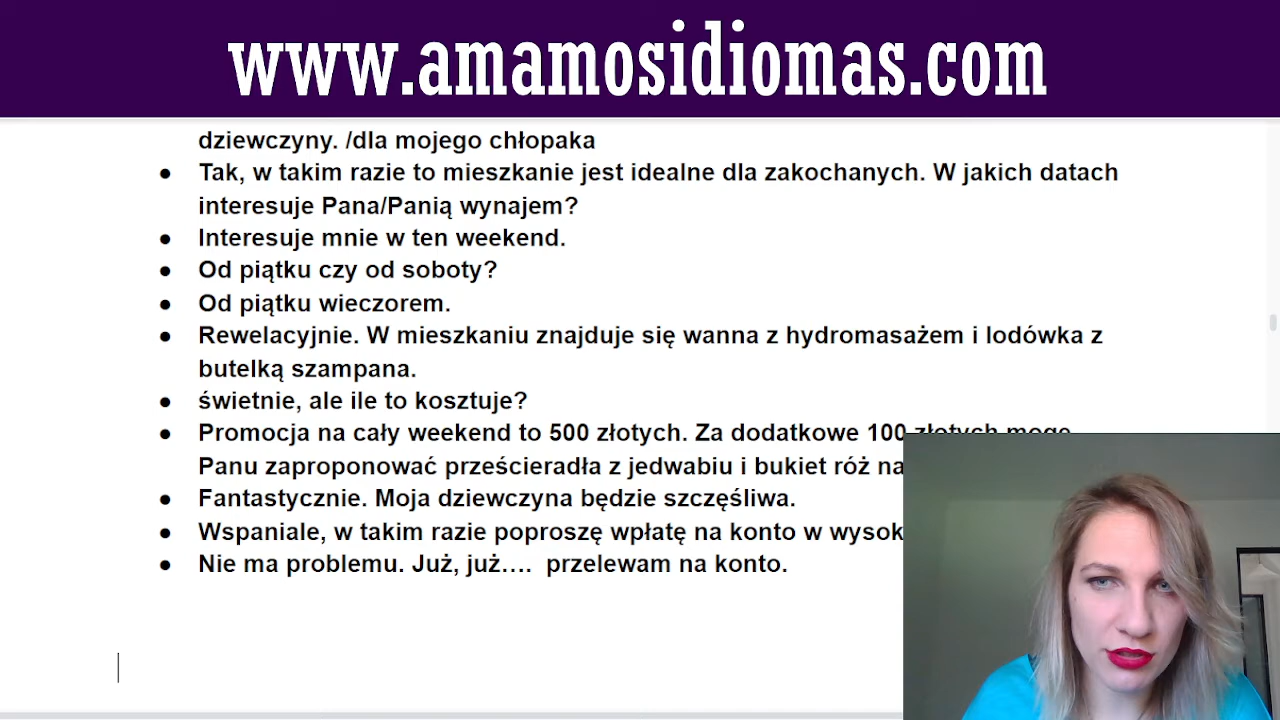 www.amamosidiomas.com
dziewczyny. /dla mojego chłopaka
● Tak, w takim razie to mieszkanie jest idealne dla zakochanych. W jakich datach
interesuje Pana/Panią wynajem?
● Interesuje mnie w ten weekend.
● Od piątku czy od soboty?
● Od piątku wieczorem.
● Rewelacyjnie. W mieszkaniu znajduje się wanna z hydromasażem i lodówka z
butelką szampana.
● świetnie, ale ile to kosztuje?
● Promocja na cały weekend to 500 złotych. Za dodatkowe 100 złotych mogę
Panu zaproponować prześcieradła z jedwabiu i bukiet róż na
● Fantastycznie. Moja dziewczyna będzie szczęśliwa.
● Wspaniale, w takim razie poproszę wpłatę na konto w wysok
● Nie ma problemu. Już, już…. przelewam na konto.